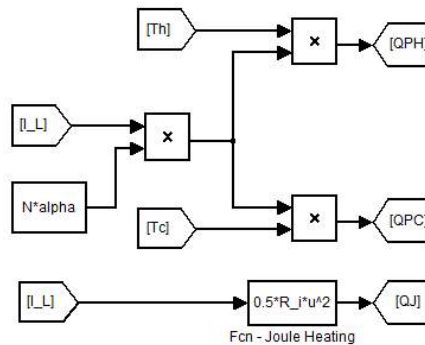 [Th]
×
[QPH]
[I_L]
×
N*alpha
[Tc]
×
[QPC]
[I_L]
0.5*R_i*u^2
[QJ]
Fcn - Joule Heating